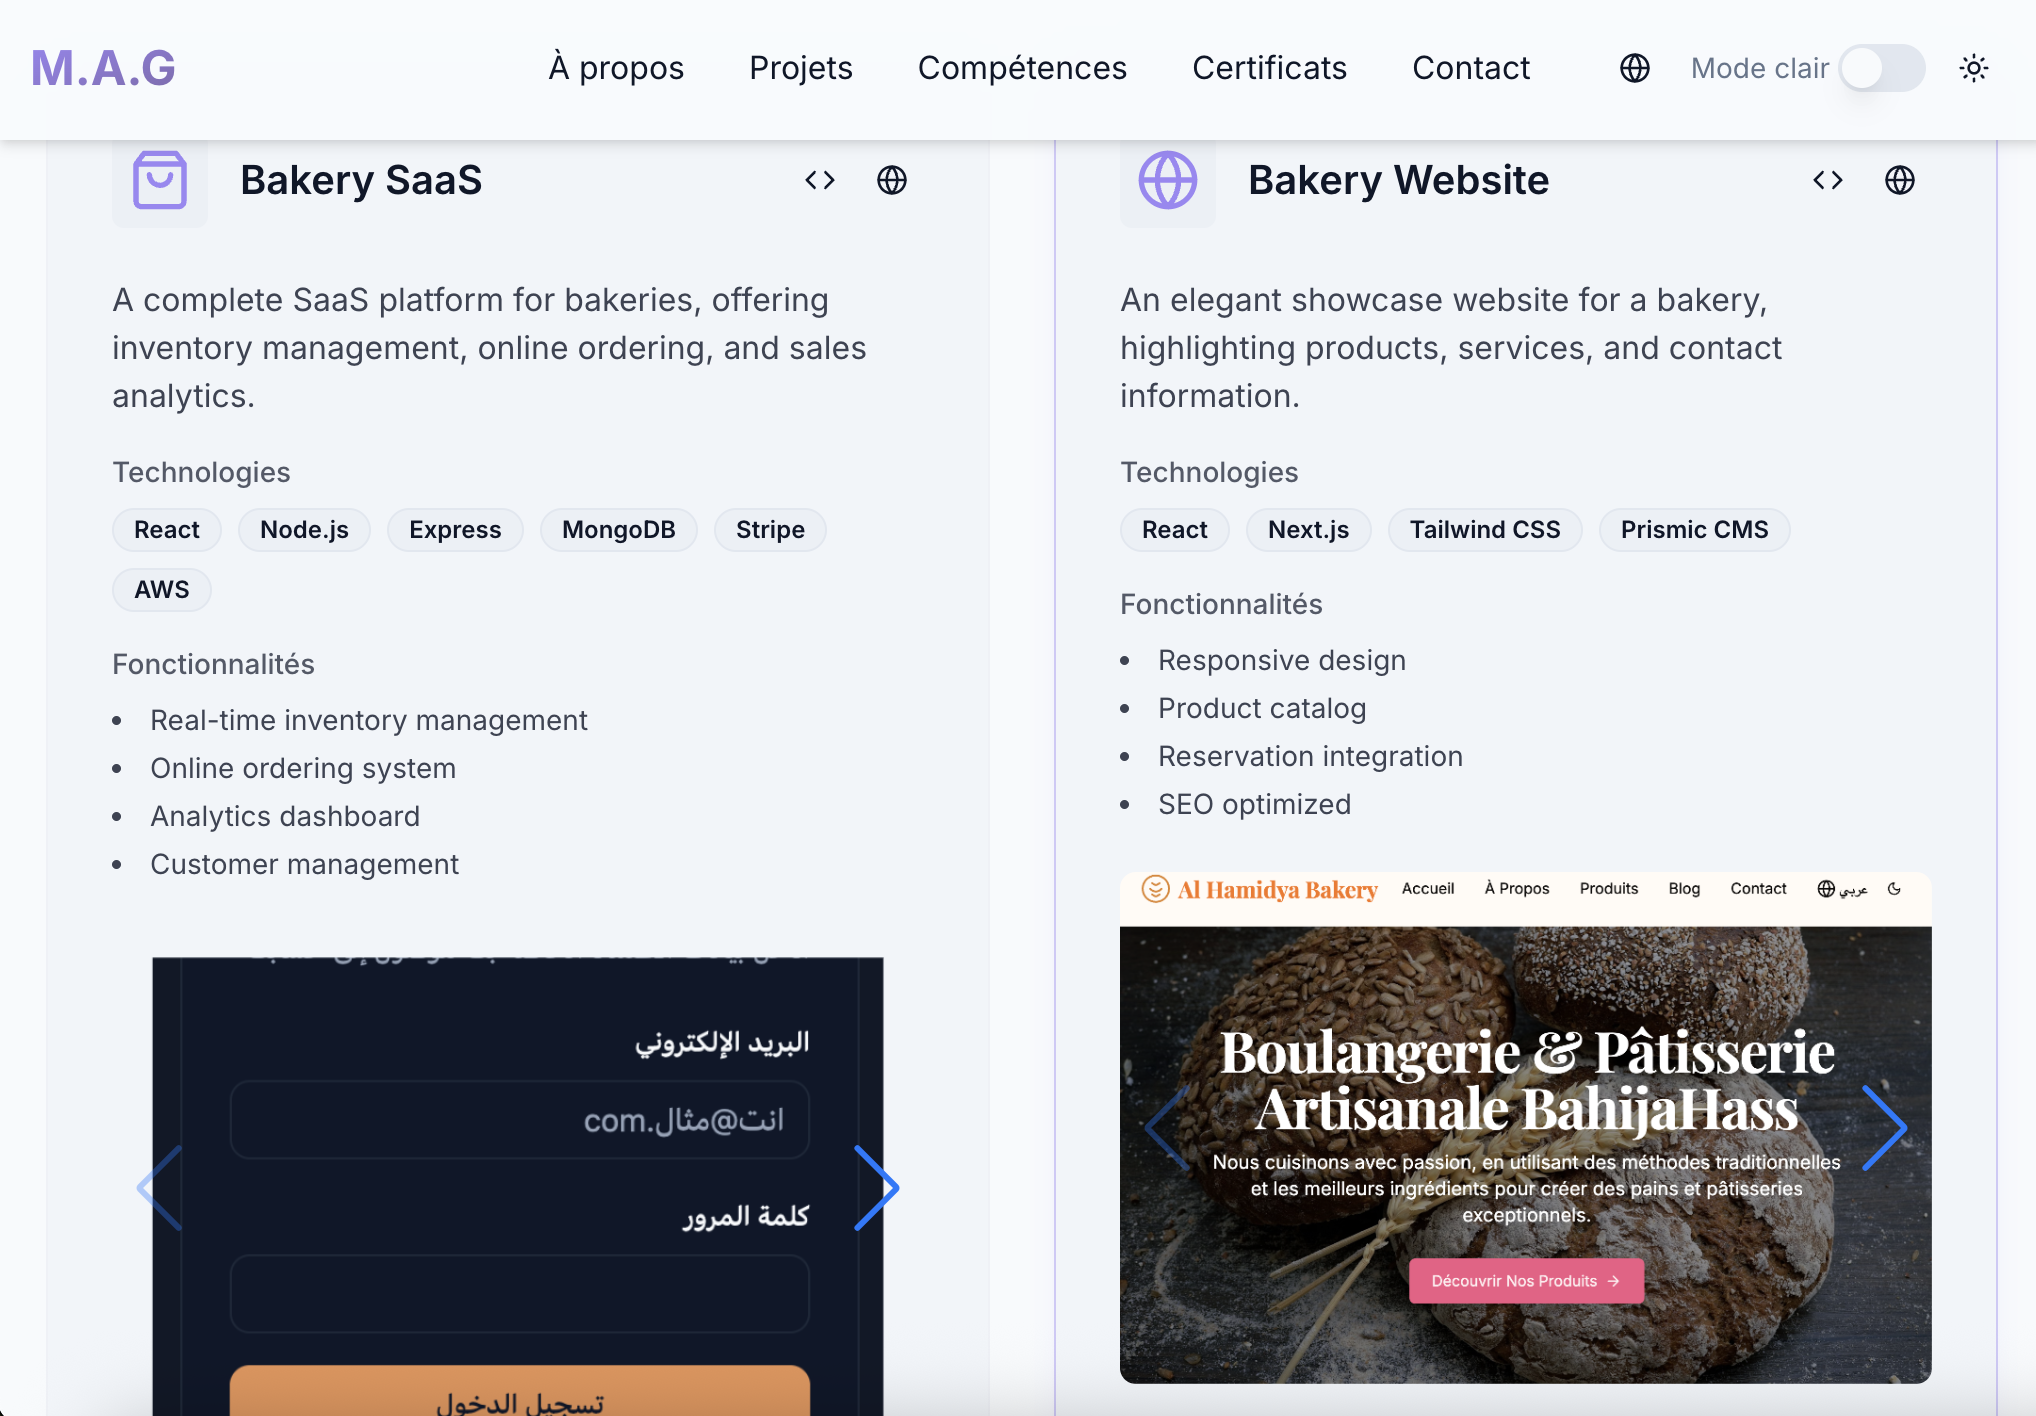 M.A.G
À propos
Projets
Compétences
Certificats
Contact
Mode clair
Bakery SaaS
A complete SaaS platform for bakeries, offering
inventory management, online ordering, and sales
analytics.
Technologies
React
Node.js
Express
MongoDB
Stripe
AWS
Fonctionnalités
Real-time inventory management
Online ordering system
Analytics dashboard
Customer management
البريد الإلكتروني
انت@مثال.com
كلمة المرور
تسجيل الدخول
Bakery Website
An elegant showcase website for a bakery,
highlighting products, services, and contact
information.
Technologies
React
Next.js
Tailwind CSS
Prismic CMS
Fonctionnalités
Responsive design
Product catalog
Reservation integration
SEO optimized
Al Hamidya Bakery
Accueil
À Propos
Produits
Blog
Contact
عربي
Boulangerie & Pâtisserie
Artisanale BahijaHass
Nous cuisinons avec passion, en utilisant des méthodes traditionnelles
et les meilleurs ingrédients pour créer des pains et pâtisseries
exceptionnels.
Découvrir Nos Produits →